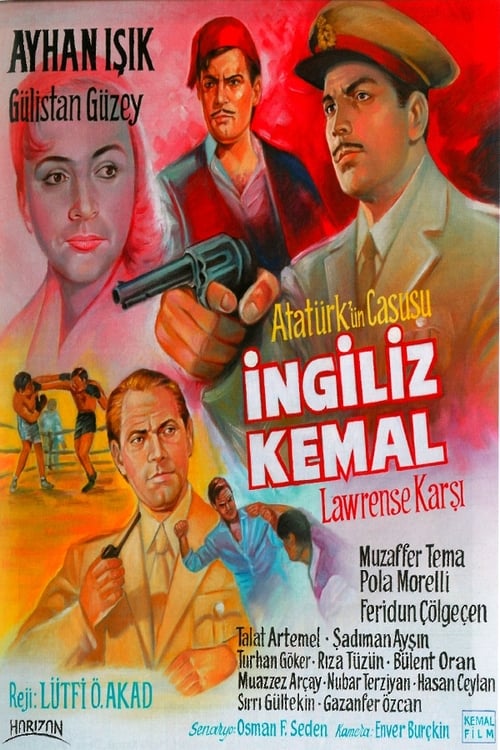 AYHAN IŞIK
Gülistan Güzey
Atatürk'ün Casusu
İNGİLİZ
KEMAL
Lawrense Karşı
Muzaffer Tema
Pola Morelli
Feridun Çölgeçen
Talat Artemel - Şadıman Ayşın
Turhan Göker - Rıza Tüzün - Bülent Oran
Muazzez Arçay - Nubar Terziyan - Hasan Ceylan
Sırrı Gültekin - Gazanfer Özcan
Reji: LÜTFİ Ö. AKAD
HORIZON
Senaryo: Osman F. Seden Kamera: Enver Burçkin
KEMAL
FİLM